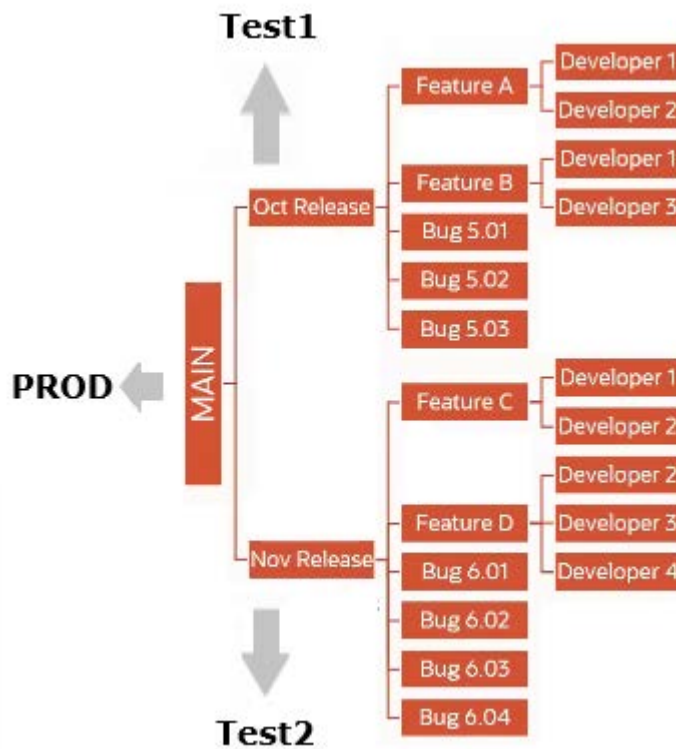 Test1
Developer 1
Feature A
Developer 2
Developer 1
Feature B
Oct Release
Developer 3
Bug 5.01
Bug 5.02
Bug 5.03
MAIN
PROD
Developer 1
Feature C
Developer 2
Developer 2
Feature D
Developer 3
Nov Release
Bug 6.01
Developer 4
Bug 6.02
Bug 6.03
Bug 6.04
Test2